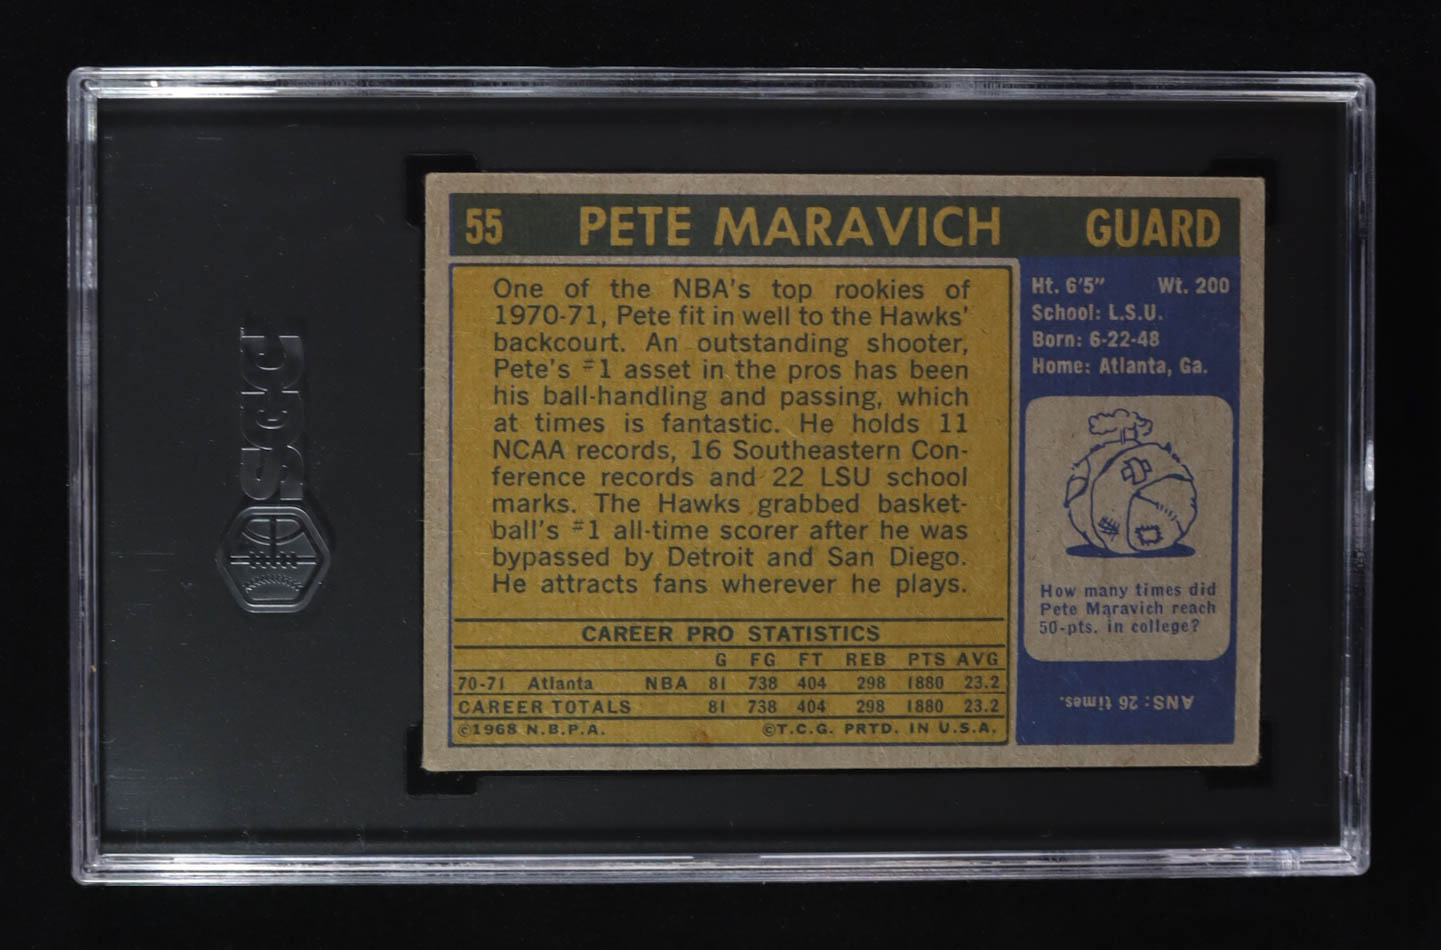 55 PETE MARAVICH GUARD
One of the NBA's top rookies of
1970-71, Pete fit in well to the Hawks'
backcourt. An outstanding shooter,
Pete's #1 asset in the pros has been
his ball-handling and passing, which
at times is fantastic. He holds 11
NCAA records, 16 Southeastern Con-
ference records and 22 LSU school
marks. The Hawks grabbed basket-
ball's #1 all-time scorer after he was
bypassed by Detroit and San Diego.
He attracts fans wherever he plays.
CAREER PRO STATISTICS
G FG FT REB PTS AVG
70-71 Atlanta NBA 81 738 404 298 1880 23.2
CAREER TOTALS 81 738 404 298 1880 23.2
©1968 N.B.P.A. ©T.C.G. PRTD. IN U.S.A.
Ht. 6'5" Wt. 200
School: L.S.U.
Born: 6-22-48
Home: Atlanta, Ga.
How many times did
Pete Maravich reach
50-pts. in college?
ANS: 26 times.
SGC